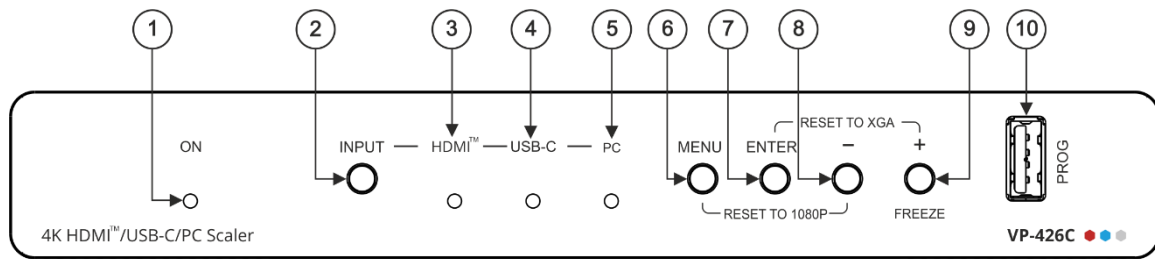 1 2 3 4 5 6 7 8 9 10
RESET TO XGA
ON INPUT HDMI™ USB-C PC MENU ENTER − +
PROG
RESET TO 1080P FREEZE
4K HDMI™/USB-C/PC Scaler VP-426C